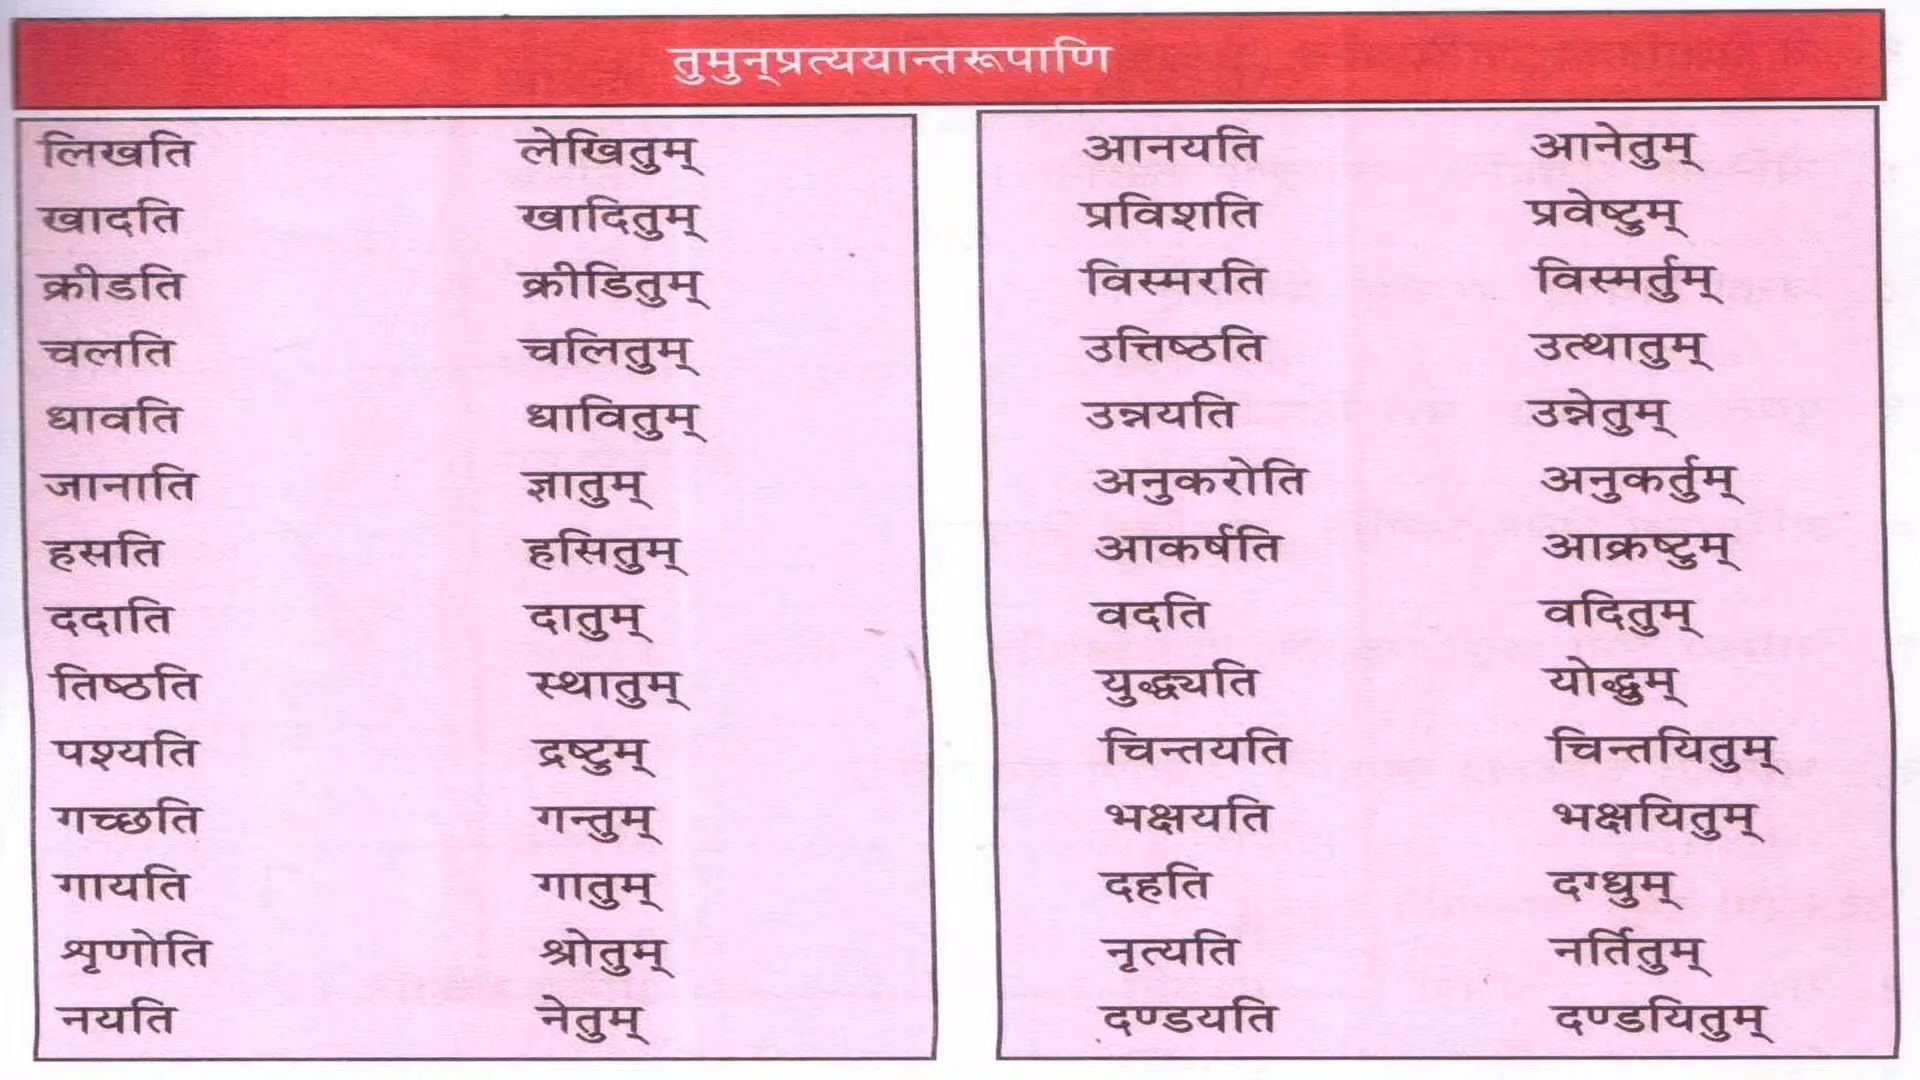 तुमुन्प्रत्ययान्तरूपाणि
लिखति लेखितुम्
खादति खादितुम्
क्रीडति क्रीडितुम्
चलति चलितुम्
धावति धावितुम्
जानाति ज्ञातुम्
हसति हसितुम्
ददाति दातुम्
तिष्ठति स्थातुम्
पश्यति द्रष्टुम्
गच्छति गन्तुम्
गायति गातुम्
शृणोति श्रोतुम्
नयति नेतुम्
आनयति आनेतुम्
प्रविशति प्रवेष्टुम्
विस्मरति विस्मर्तुम्
उत्तिष्ठति उत्थातुम्
उन्नयति उन्नेतुम्
अनुकरोति अनुकर्तुम्
आकर्षति आक्रष्टुम्
वदति वदितुम्
युद्ध्यति योद्धुम्
चिन्तयति चिन्तयितुम्
भक्षयति भक्षयितुम्
दहति दग्धुम्
नृत्यति नर्तितुम्
दण्डयति दण्डयितुम्